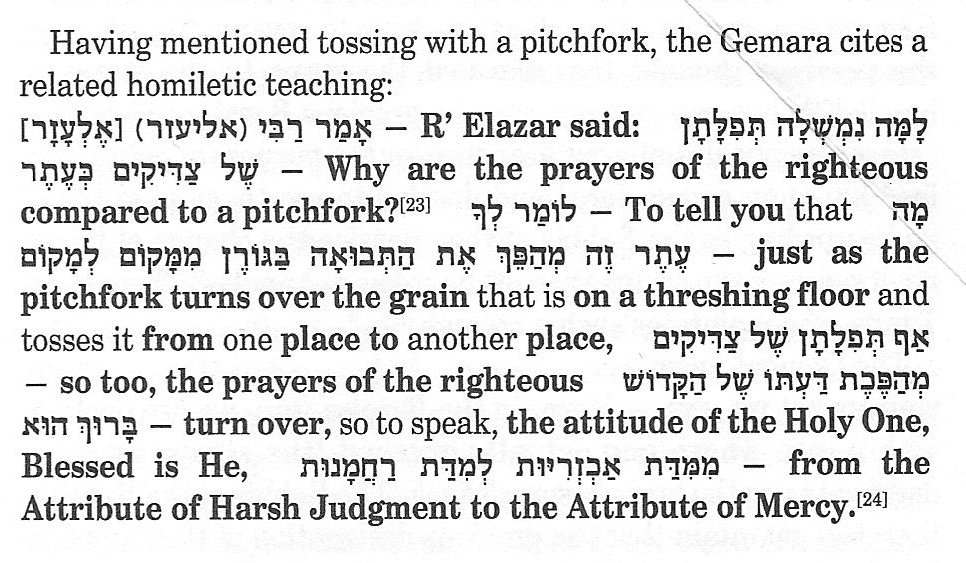 Having mentioned tossing with a pitchfork, the Gemara cites a
related homiletic teaching:
אָמַר רַבִּי (אליעזר) [אֶלְעָזָר] – R' Elazar said: לָמָּה נִמְשְׁלָה תְּפִלָּתָן
שֶׁל צַדִּיקִים כְּעֶתֶר – Why are the prayers of the righteous
compared to a pitchfork?[23] לוֹמַר לְךָ – To tell you that מָה
עֶתֶר זֶה מְהַפֵּךְ אֶת הַתְּבוּאָה בַּגּוֹרֶן מִמָּקוֹם לְמָקוֹם – just as the
pitchfork turns over the grain that is on a threshing floor and
tosses it from one place to another place, אַף תְּפִלָּתָן שֶׁל צַדִּיקִים
– so too, the prayers of the righteous מְהַפֶּכֶת דַּעְתּוֹ שֶׁל הַקָּדוֹשׁ
בָּרוּךְ הוּא – turn over, so to speak, the attitude of the Holy One,
Blessed is He, מִמִּדַּת אַכְזְרִיּוּת לְמִדַּת רַחֲמָנוּת – from the
Attribute of Harsh Judgment to the Attribute of Mercy.[24]